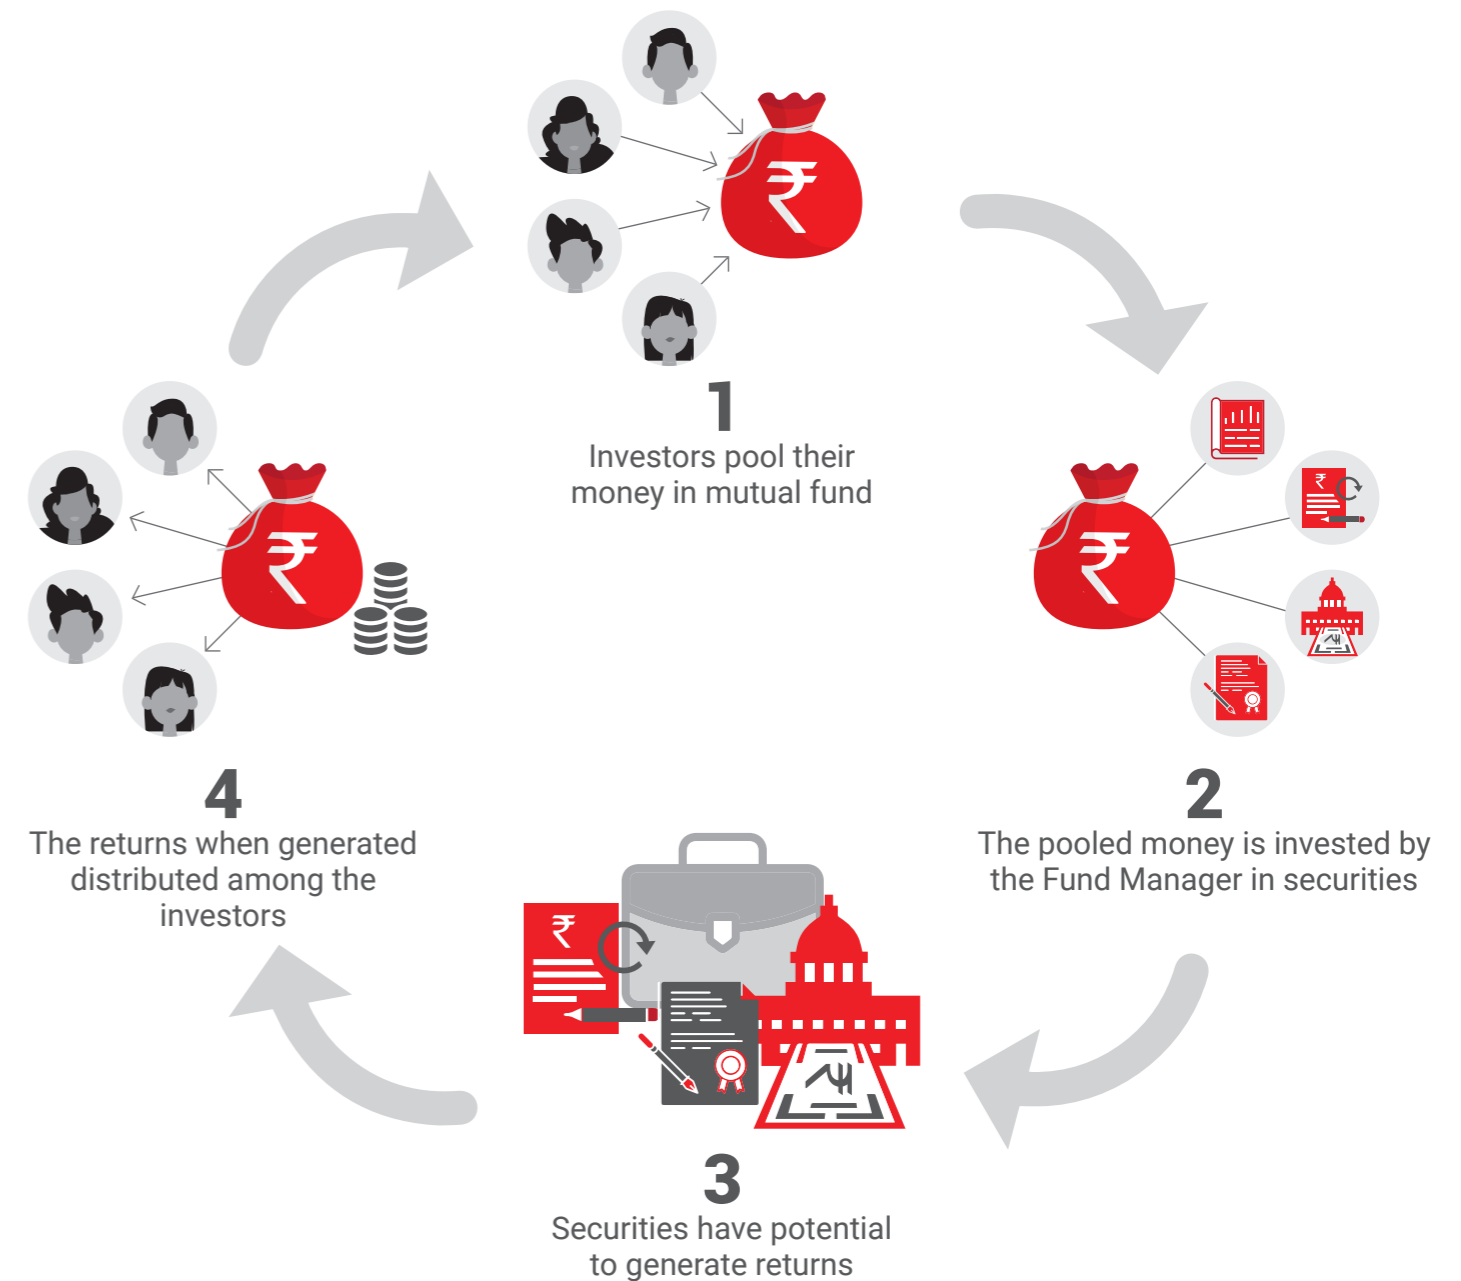 ₹
1
Investors pool their
money in mutual fund
₹
₹
2
The pooled money is invested by
the Fund Manager in securities
₹
3
Securities have potential
to generate returns
₹
4
The returns when generated
distributed among the
investors